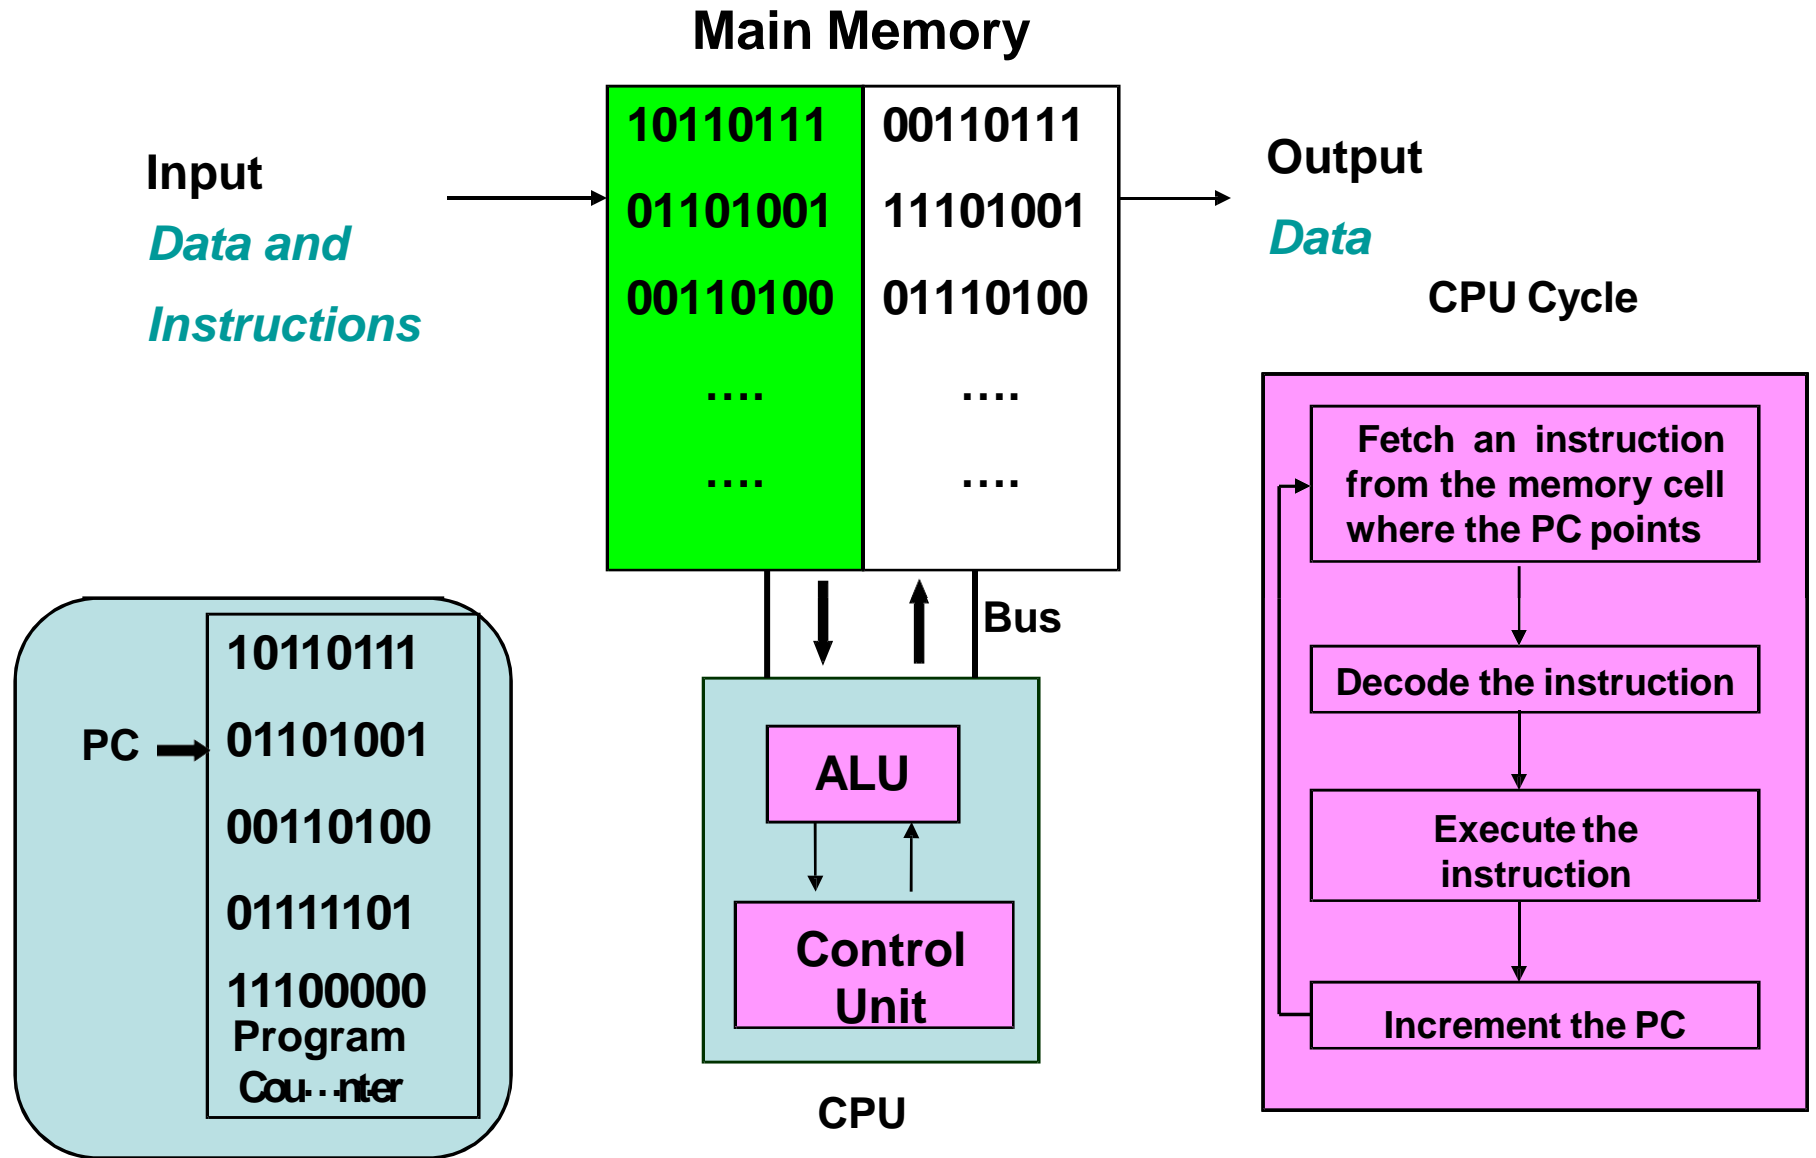 Main Memory
Input
Data and
Instructions
10110111
01101001
00110100
....
....
00110111
11101001
01110100
....
....
Output
Data
Bus
PC
10110111
01101001
00110100
01111101
11100000
Program
Counter
ALU
Control
Unit
CPU
CPU Cycle
Fetch an instruction
from the memory cell
where the PC points
Decode the instruction
Execute the
instruction
Increment the PC